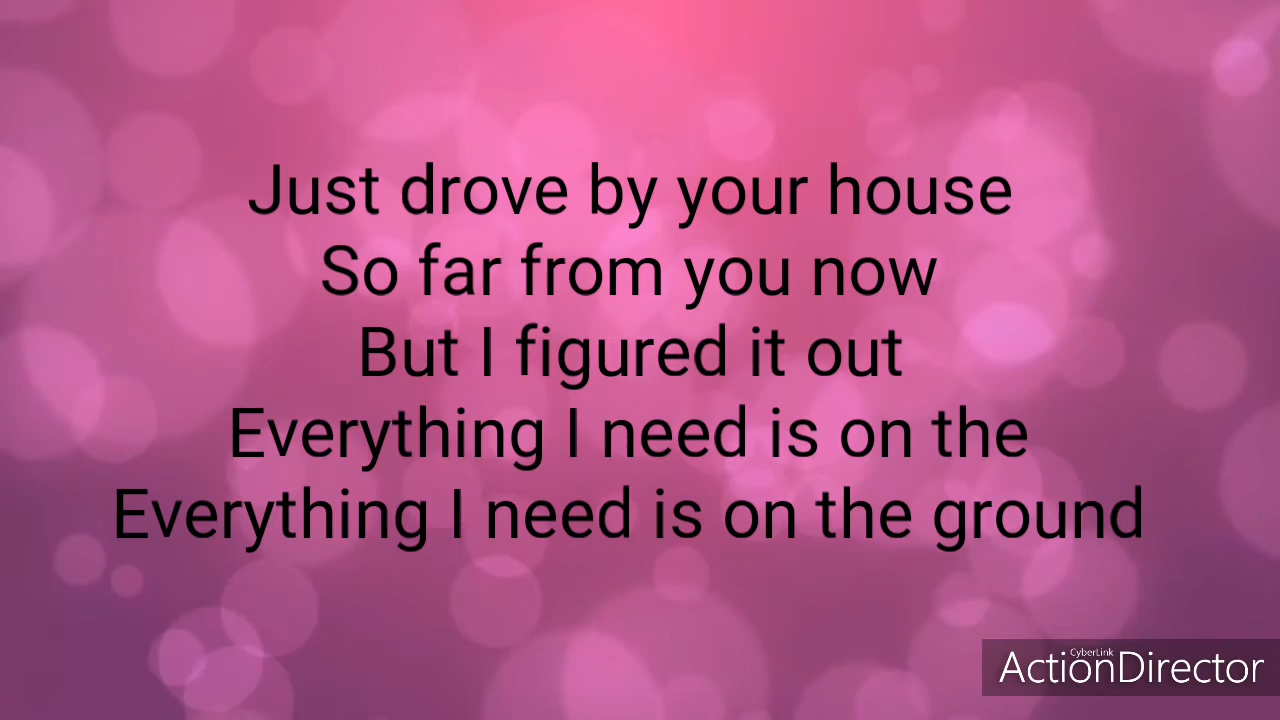 Just drove by your house
So far from you now
But I figured it out
Everything I need is on the
Everything I need is on the ground
CyberLink
ActionDirector